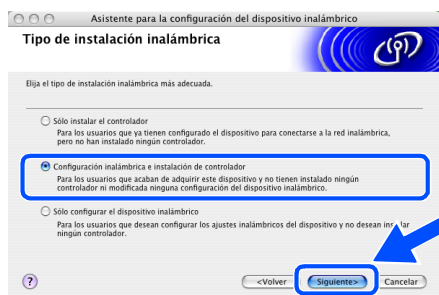 Asistente para la configuración del dispositivo inalámbrico
Tipo de instalación inalámbrica
Elija el tipo de instalación inalámbrica más adecuada.
Sólo instalar el controlador
Para los usuarios que ya tienen configurado el dispositivo para conectarse a la red inalámbrica,
pero no han instalado ningún controlador.
Configuración inalámbrica e instalación de controlador
Para los usuarios que acaban de adquirir este dispositivo y no tienen instalado ningún
controlador ni modificada ninguna configuración del dispositivo inalámbrico.
Sólo configurar el dispositivo inalámbrico
Para los usuarios que desean configurar los ajustes inalámbricos del dispositivo y no desean
ningún controlador.
? <Volver Siguiente> Cancelar